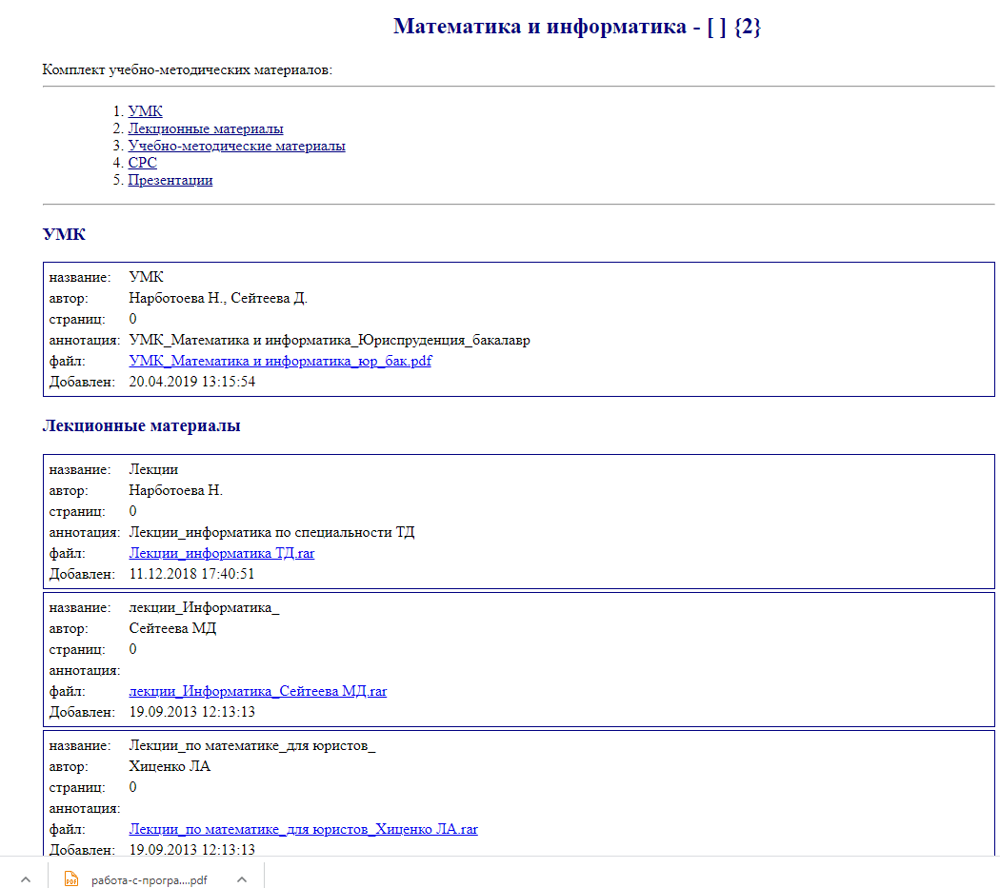 Математика и информатика - [ ] {2}
Комплект учебно-методических материалов:
1. УМК
2. Лекционные материалы
3. Учебно-методические материалы
4. СРС
5. Презентации
УМК
название: УМК
автор: Нарботоева Н., Сейтеева Д.
страниц: 0
аннотация: УМК_Математика и информатика_Юриспруденция_бакалавр
файл: УМК_Математика и информатика_юр_бак.pdf
Добавлен: 20.04.2019 13:15:54
Лекционные материалы
название: Лекции
автор: Нарботоева Н.
страниц: 0
аннотация: Лекции_информатика по специальности ТД
файл: Лекции_информатика ТД.rar
Добавлен: 11.12.2018 17:40:51
название: лекции_Информатика_
автор: Сейтеева МД
страниц: 0
аннотация:
файл: лекции_Информатика_Сейтеева МД.rar
Добавлен: 19.09.2013 12:13:13
название: Лекции_по математике_для юристов_
автор: Хиценко ЛА
страниц: 0
аннотация:
файл: Лекции_по математике_для юристов_Хиценко ЛА.rar
Добавлен: 19.09.2013 12:13:13
работа-с-програ....pdf